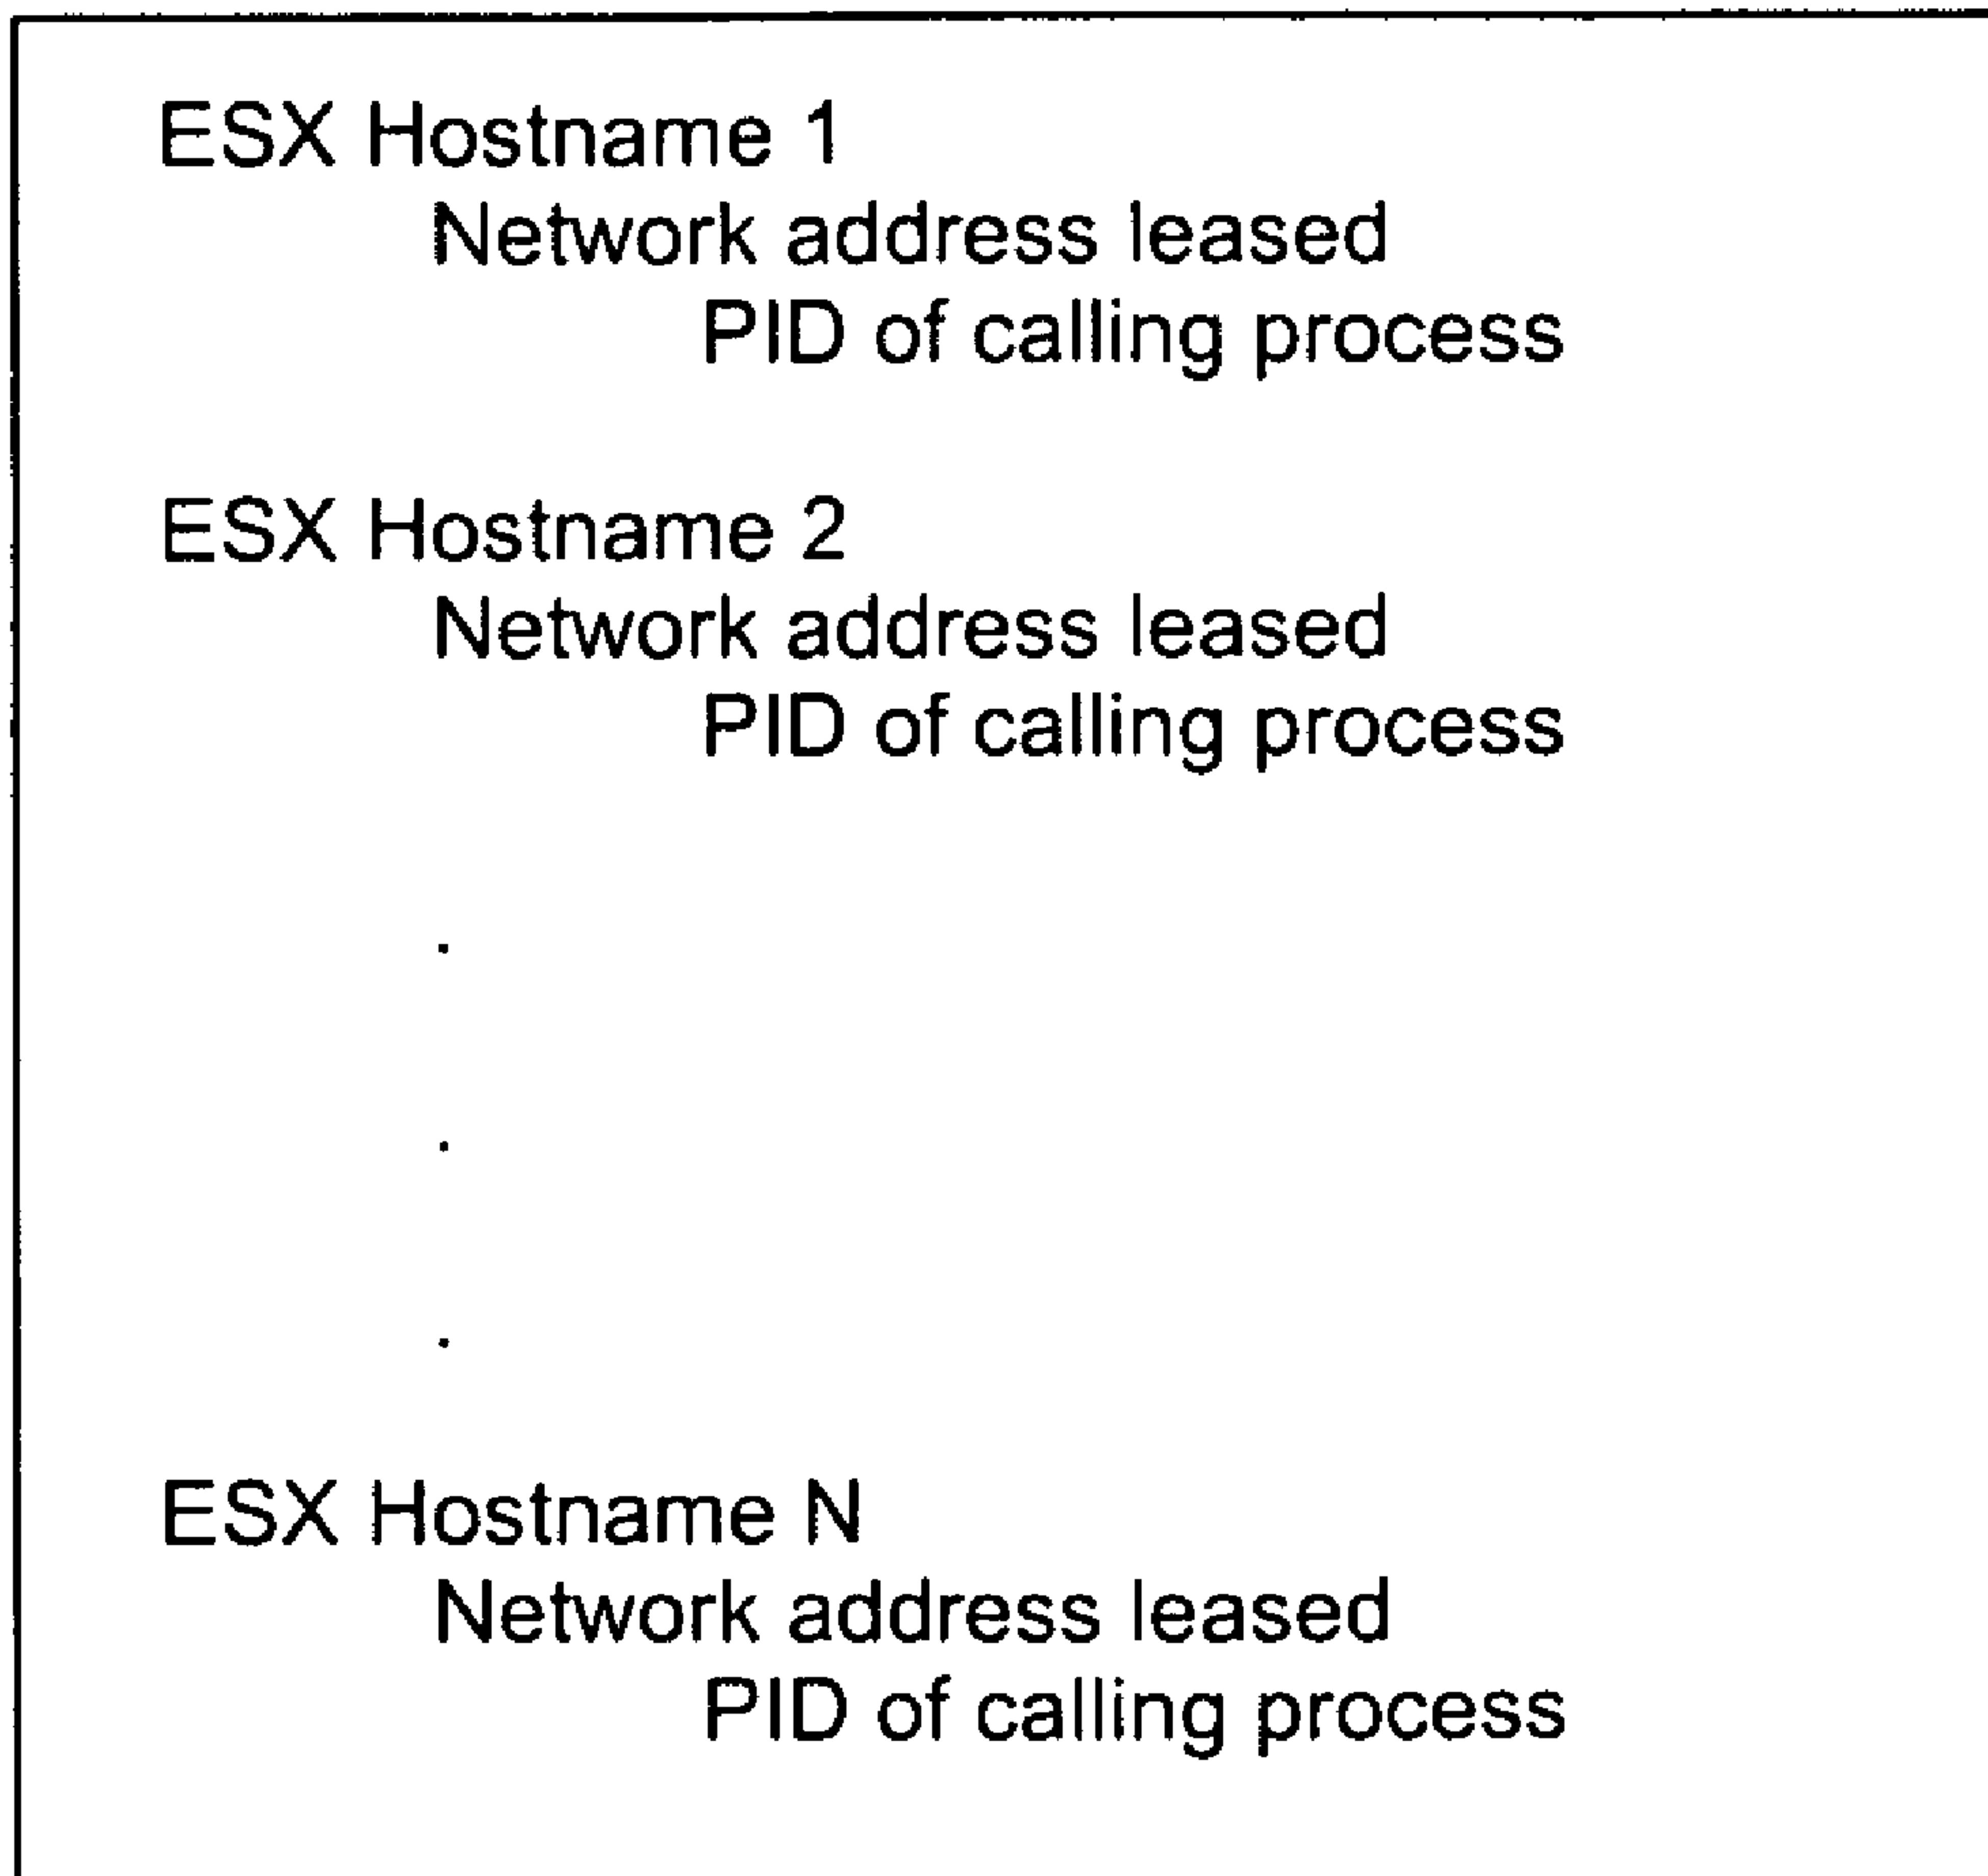 ESX Hostname 1
Network address leased
PID of calling process
ESX Hostname 2
Network address leased
PID of calling process
.
.
.
ESX Hostname N
Network address leased
PID of calling process